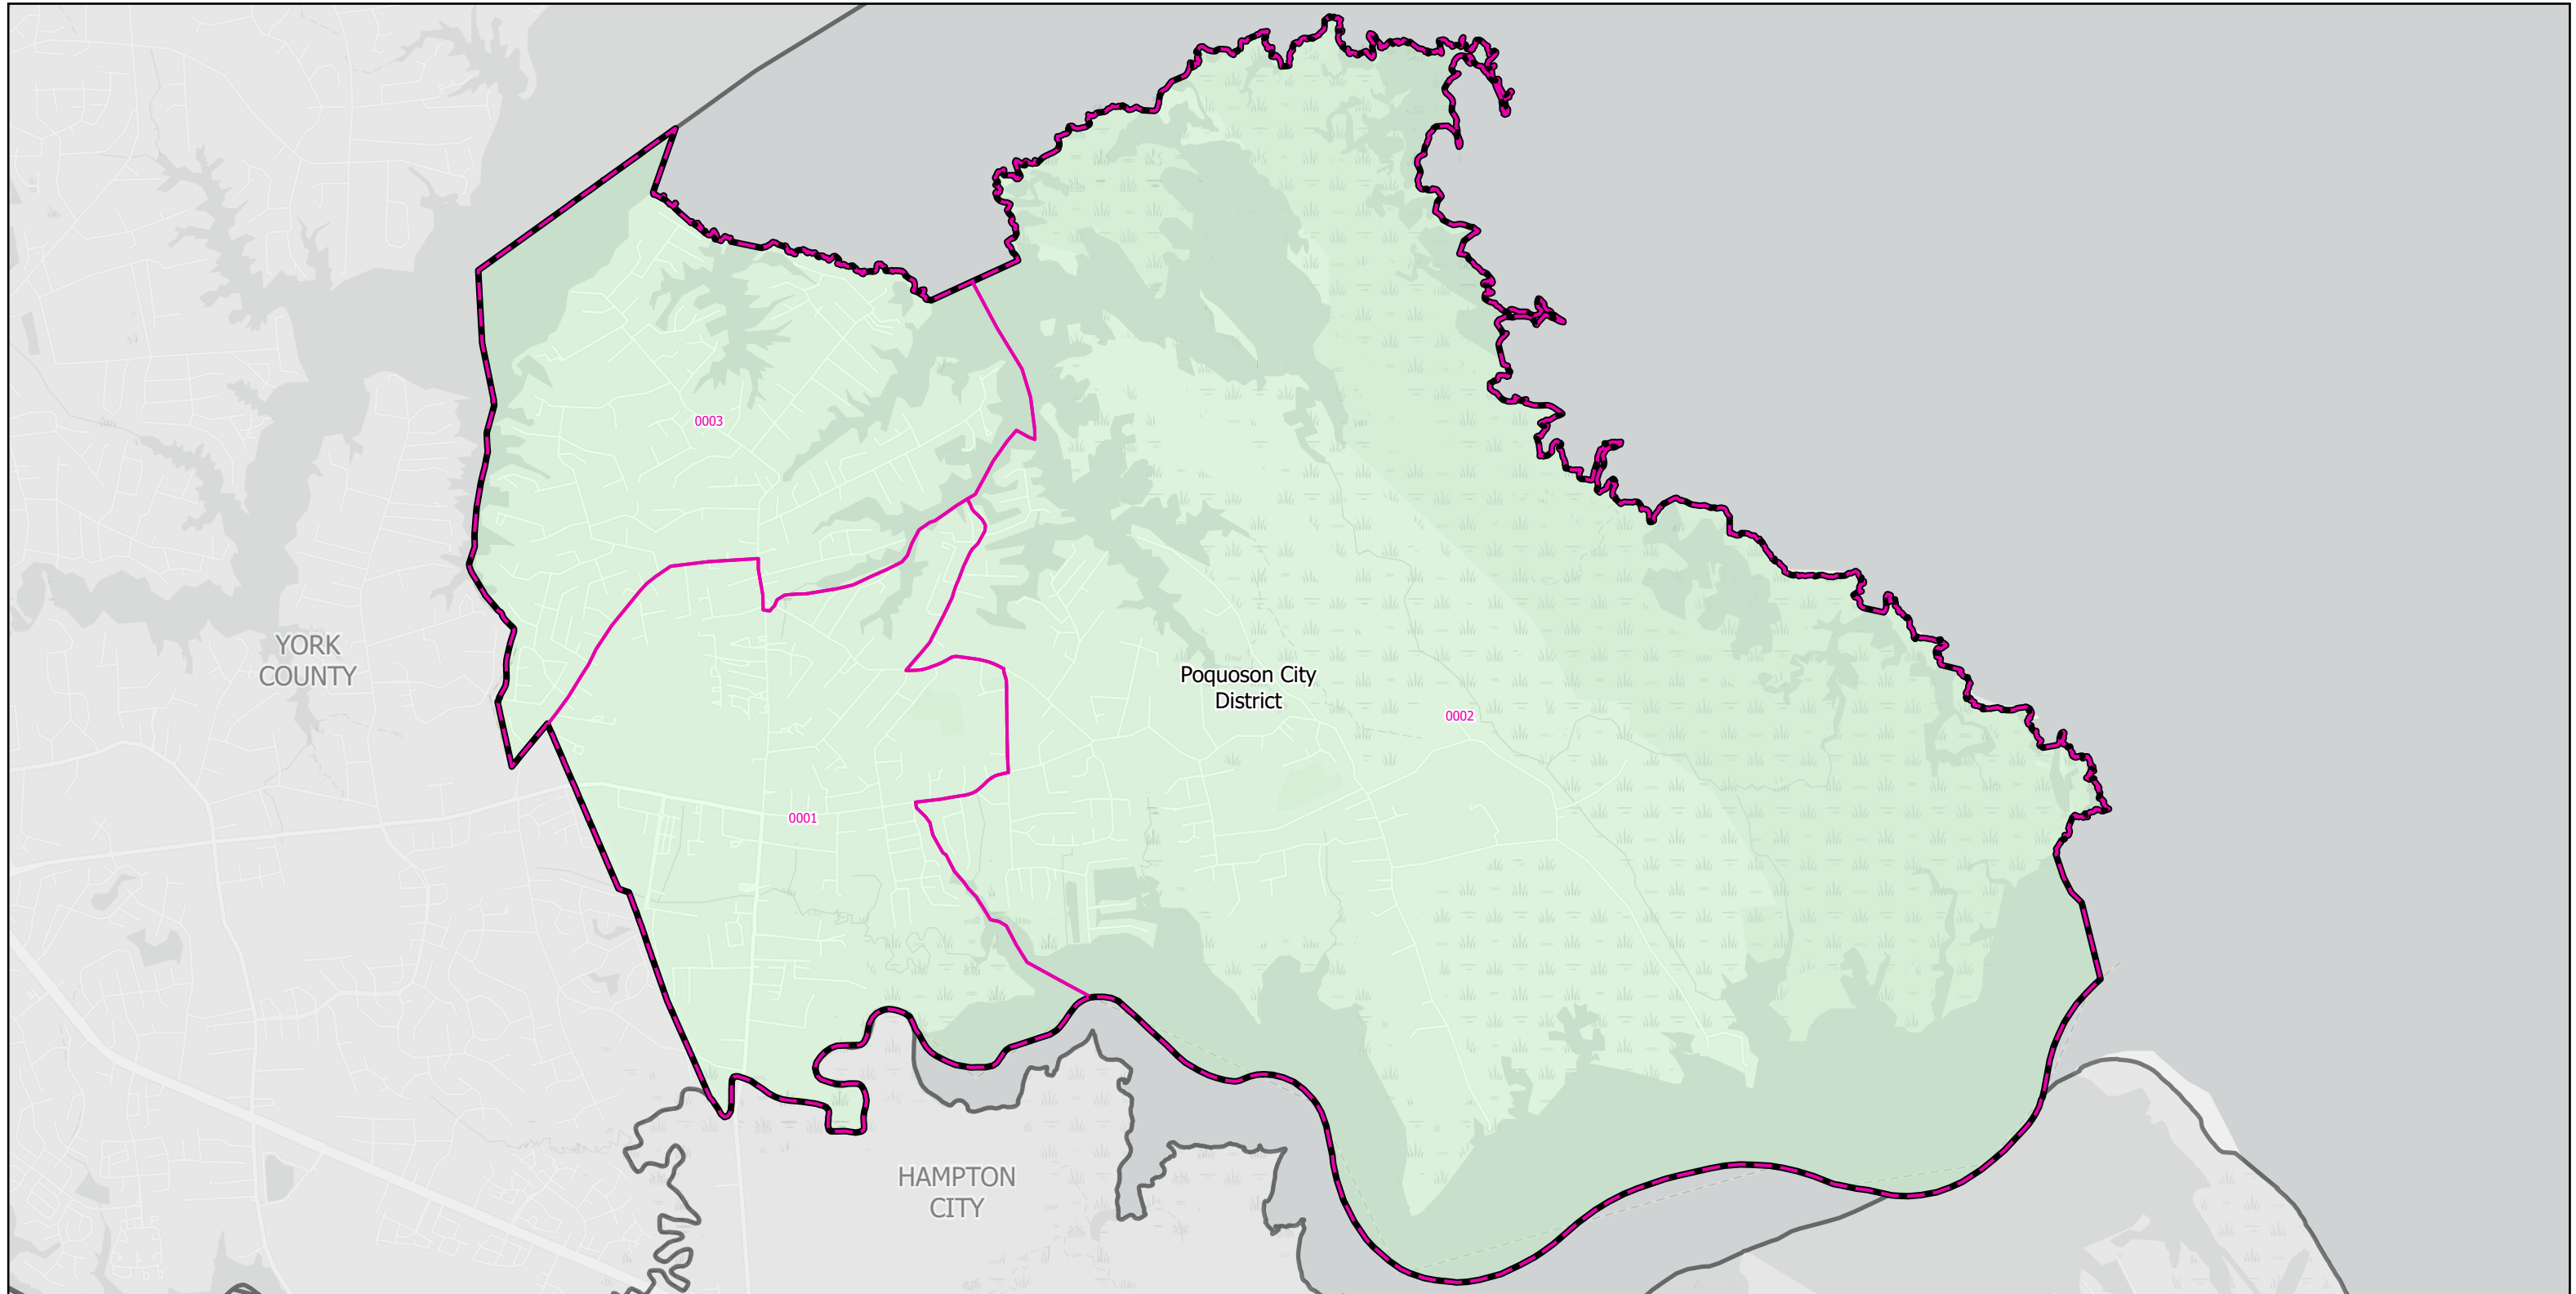 0003
YORK
COUNTY
Poquoson City
District
0002
0001
HAMPTON
CITY